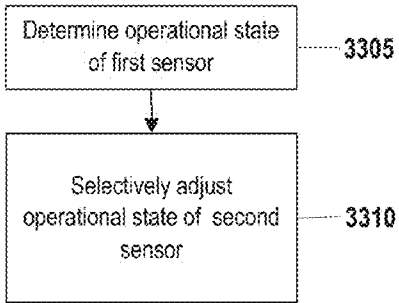 Determine operational state
of first sensor
3305
Selectively adjust
operational state of second
sensor
3310